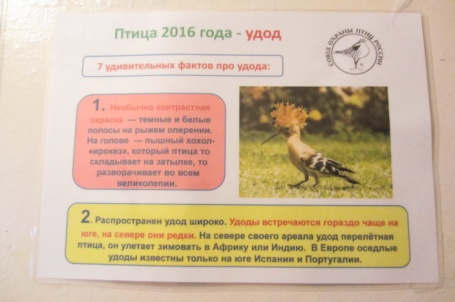 Птица 2016 года - удод
СОЮЗ ОХРАНЫ ПТИЦ РОССИИ
7 удивительных фактов про удода:
1. Необычна контрастная
окраска — темные и белые
полосы на рыжем оперении.
На голове — пышный хохол-
«ирокез», который птица то
складывает на затылке, то
разворачивает во всем
великолепии.
2. Распространен удод широко. Удоды встречаются гораздо чаще на
юге, на севере они редки. На севере своего ареала удод перелётная
птица, он улетает зимовать в Африку или Индию. В Европе оседлые
удоды известны только на юге Испании и Португалии.